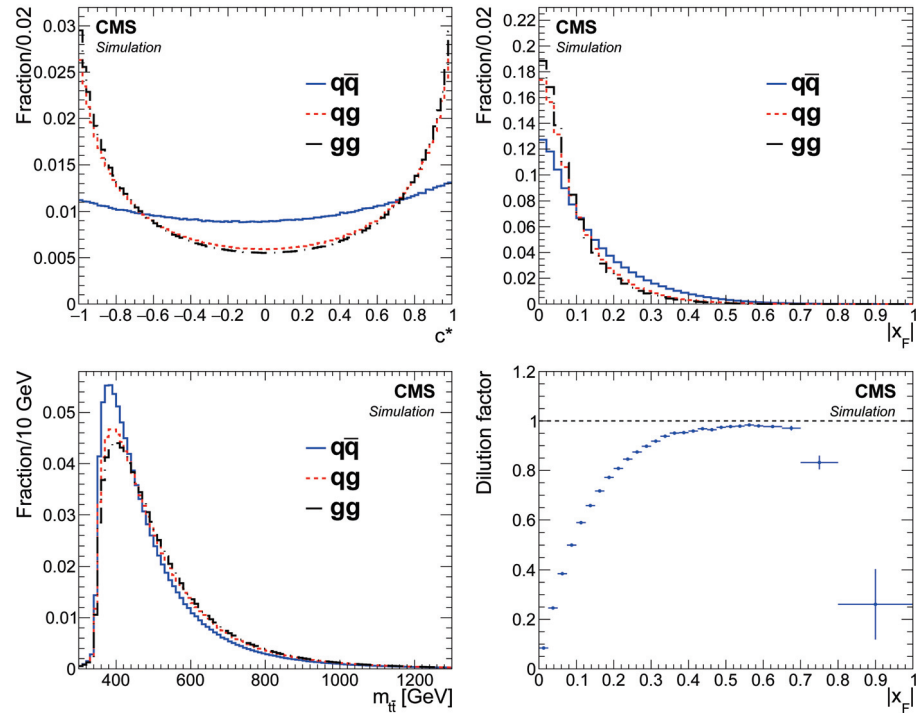 CMS
Simulation
qq̅
qg
gg
Fraction/0.02
0.03
0.025
0.02
0.015
0.01
0.005
0
−1 −0.8 −0.6 −0.4 −0.2 0 0.2 0.4 0.6 0.8 1
c*
CMS
Simulation
qq̅
qg
gg
Fraction/0.02
0.22
0.2
0.18
0.16
0.14
0.12
0.1
0.08
0.06
0.04
0.02
0
0 0.1 0.2 0.3 0.4 0.5 0.6 0.7 0.8 0.9 1
|x_F|
CMS
Simulation
qq̅
qg
gg
Fraction/10 GeV
0.05
0.04
0.03
0.02
0.01
0
400 600 800 1000 1200
m_tt̅ [GeV]
CMS
Simulation
Dilution factor
1.2
1
0.8
0.6
0.4
0.2
0
0 0.1 0.2 0.3 0.4 0.5 0.6 0.7 0.8 0.9 1
|x_F|